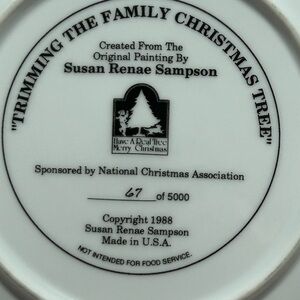 "TRIMMING THE FAMILY CHRISTMAS TREE"
Created From The
Original Painting By
Susan Renae Sampson
Have A Real Tree
Merry Christmas
Sponsored by National Christmas Association
67 of 5000
Copyright 1988
Susan Renae Sampson
Made in U.S.A.
NOT INTENDED FOR FOOD SERVICE.